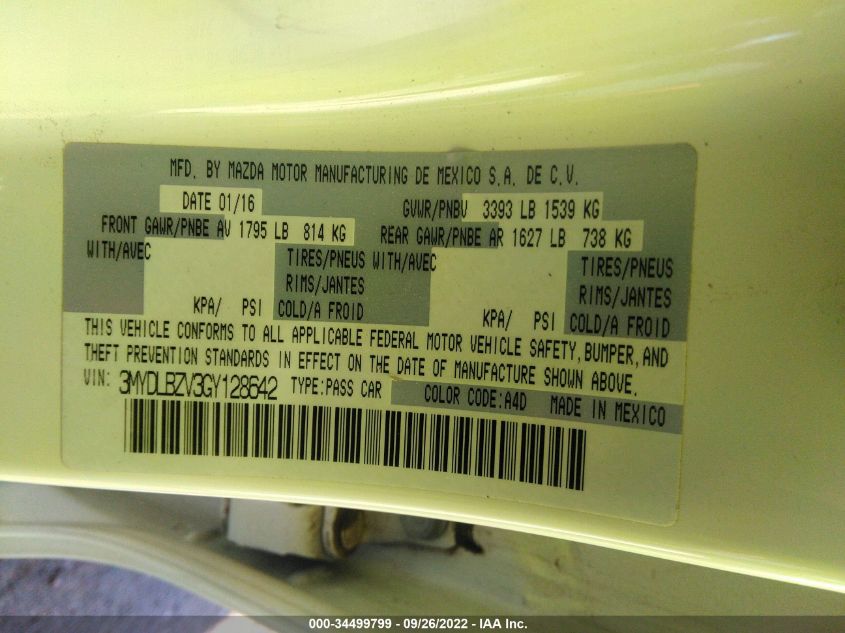 MFD. BY MAZDA MOTOR MANUFACTURING DE MEXICO S.A. DE C.V.
DATE 01/16 GVWR/PNBV 3393 LB 1539 KG
FRONT GAWR/PNBE AV 1795 LB 814 KG REAR GAWR/PNBE AR 1627 LB 738 KG
WITH/AVEC TIRES/PNEUS WITH/AVEC TIRES/PNEUS
RIMS/JANTES RIMS/JANTES
KPA/ PSI COLD/A FROID KPA/ PSI COLD/A FROID
THIS VEHICLE CONFORMS TO ALL APPLICABLE FEDERAL MOTOR VEHICLE SAFETY, BUMPER, AND
THEFT PREVENTION STANDARDS IN EFFECT ON THE DATE OF MANUFACTURE SHOWN ABOVE.
VIN: 3MYDLBZV3GY128642 TYPE:PASS CAR COLOR CODE:A4D MADE IN MEXICO
000-34499799 - 09/26/2022 - IAA Inc.